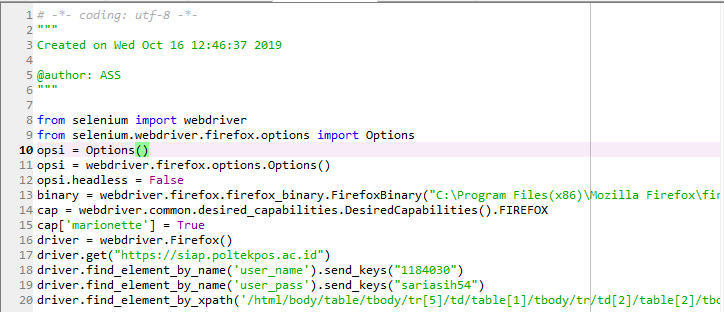 1 # -*- coding: utf-8 -*-
2 """
3 Created on Wed Oct 16 12:46:37 2019
4
5 @author: ASS
6 """
7
8 from selenium import webdriver
9 from selenium.webdriver.firefox.options import Options
10 opsi = Options()
11 opsi = webdriver.firefox.options.Options()
12 opsi.headless = False
13 binary = webdriver.firefox.firefox_binary.FirefoxBinary("C:\Program Files(x86)\Mozilla Firefox\fir
14 cap = webdriver.common.desired_capabilities.DesiredCapabilities().FIREFOX
15 cap['marionette'] = True
16 driver = webdriver.Firefox()
17 driver.get("https://siap.poltekpos.ac.id")
18 driver.find_element_by_name('user_name').send_keys("1184030")
19 driver.find_element_by_name('user_pass').send_keys("sariasih54")
20 driver.find_element_by_xpath('/html/body/table/tbody/tr[5]/td/table[1]/tbody/tr/td[2]/table[2]/tbo